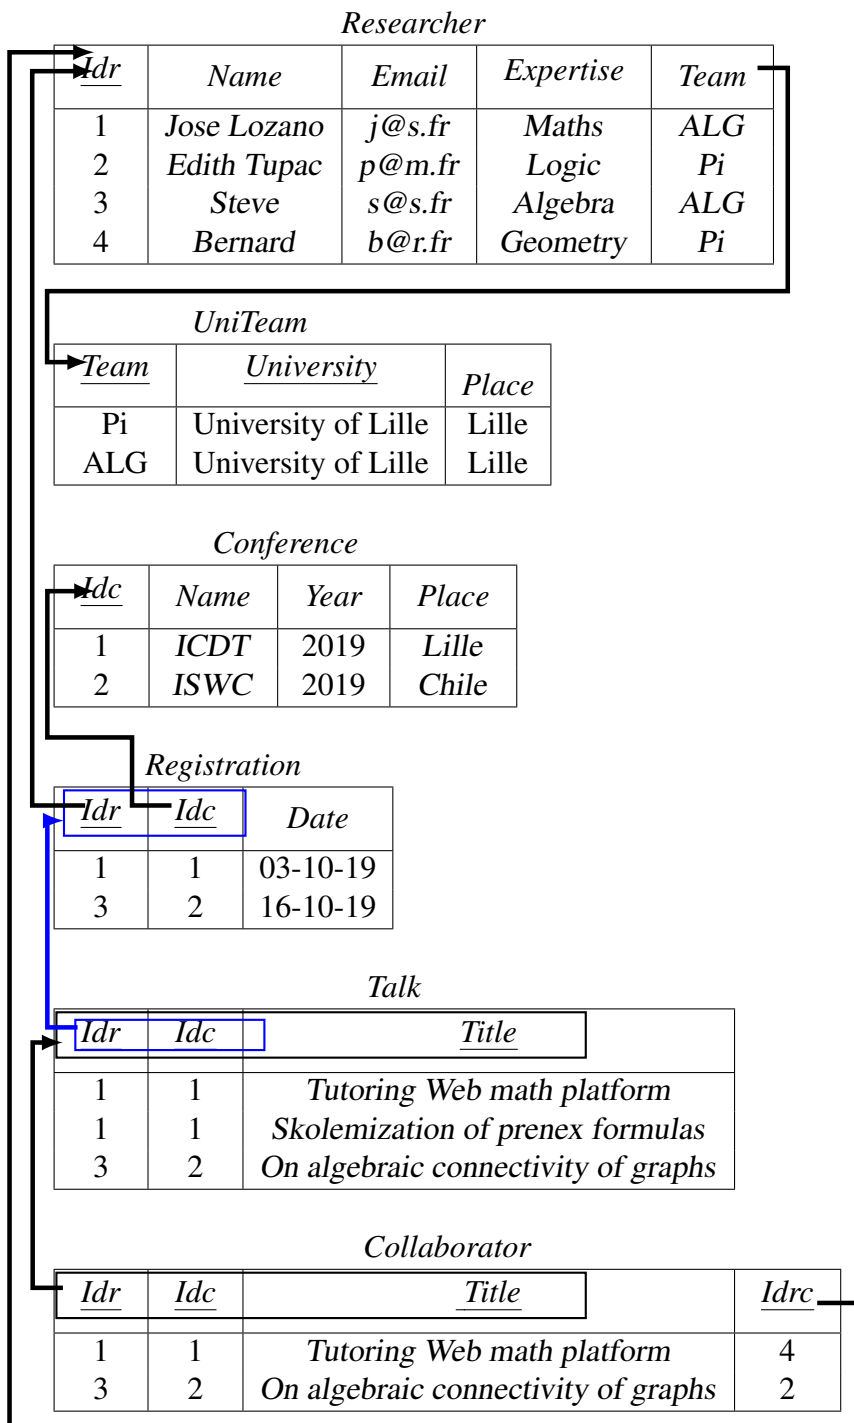 Researcher
Idr Name Email Expertise Team
1 Jose Lozano j@s.fr Maths ALG
2 Edith Tupac p@m.fr Logic Pi
3 Steve s@s.fr Algebra ALG
4 Bernard b@r.fr Geometry Pi
UniTeam
Team University Place
Pi University of Lille Lille
ALG University of Lille Lille
Conference
Idc Name Year Place
1 ICDT 2019 Lille
2 ISWC 2019 Chile
Registration
Idr Idc Date
1 1 03-10-19
3 2 16-10-19
Talk
Idr Idc Title
1 1 Tutoring Web math platform
1 1 Skolemization of prenex formulas
3 2 On algebraic connectivity of graphs
Collaborator
Idr Idc Title Idrc
1 1 Tutoring Web math platform 4
3 2 On algebraic connectivity of graphs 2